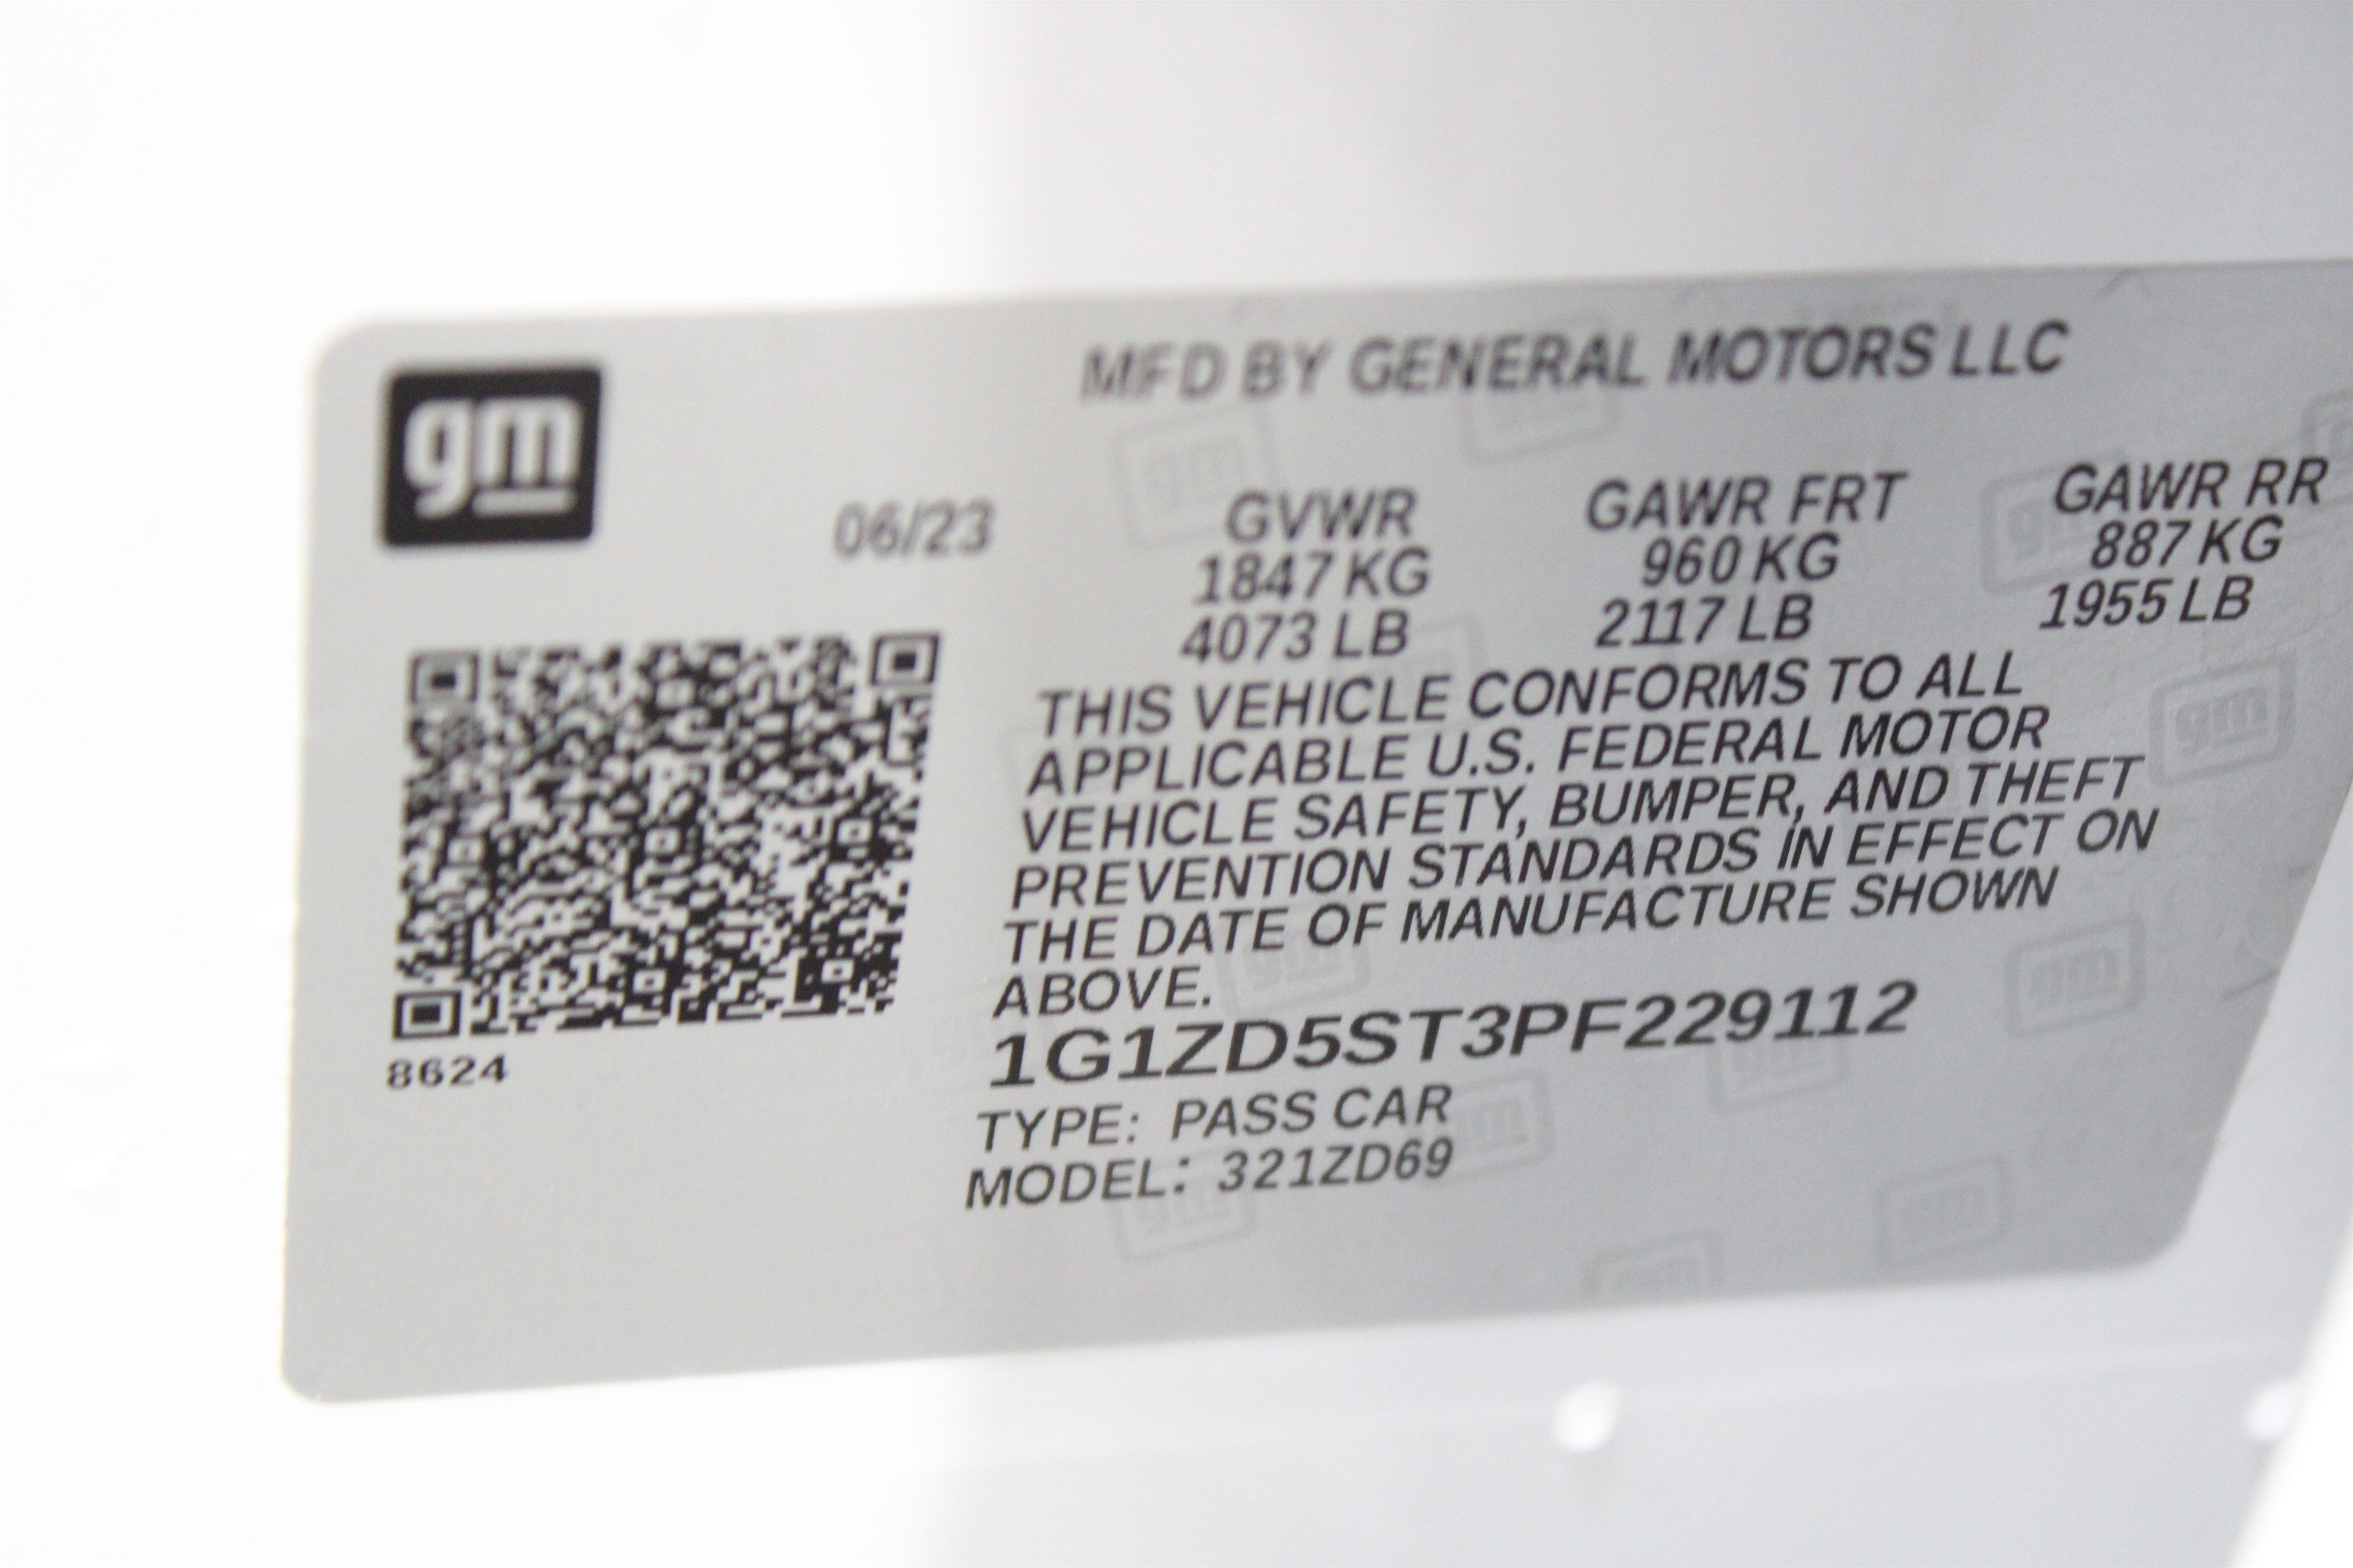 gm
MFD BY GENERAL MOTORS LLC
06/23 GVWR GAWR FRT GAWR RR
1847 KG 960 KG 887 KG
4073 LB 2117 LB 1955 LB
THIS VEHICLE CONFORMS TO ALL
APPLICABLE U.S. FEDERAL MOTOR
VEHICLE SAFETY, BUMPER, AND THEFT
PREVENTION STANDARDS IN EFFECT ON
THE DATE OF MANUFACTURE SHOWN
ABOVE.
1G1ZD5ST3PF229112
8624
TYPE: PASS CAR
MODEL: 321ZD69